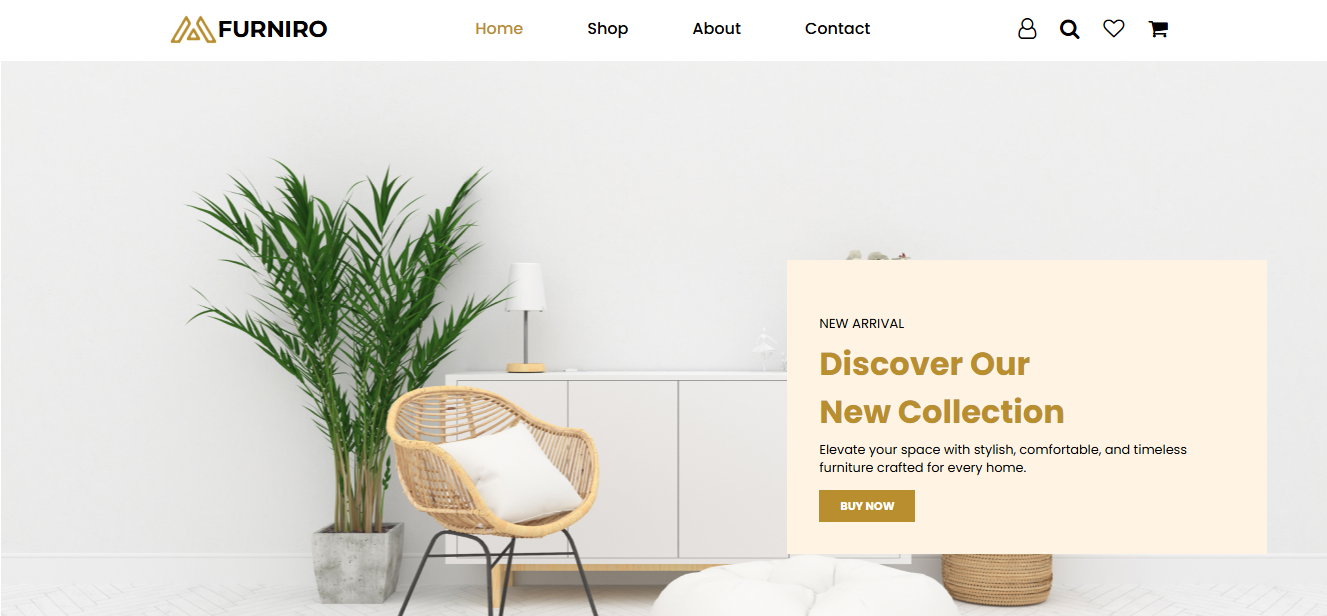 FURNIRO
Home
Shop
About
Contact
NEW ARRIVAL
Discover Our
New Collection
Elevate your space with stylish, comfortable, and timeless
furniture crafted for every home.
BUY NOW